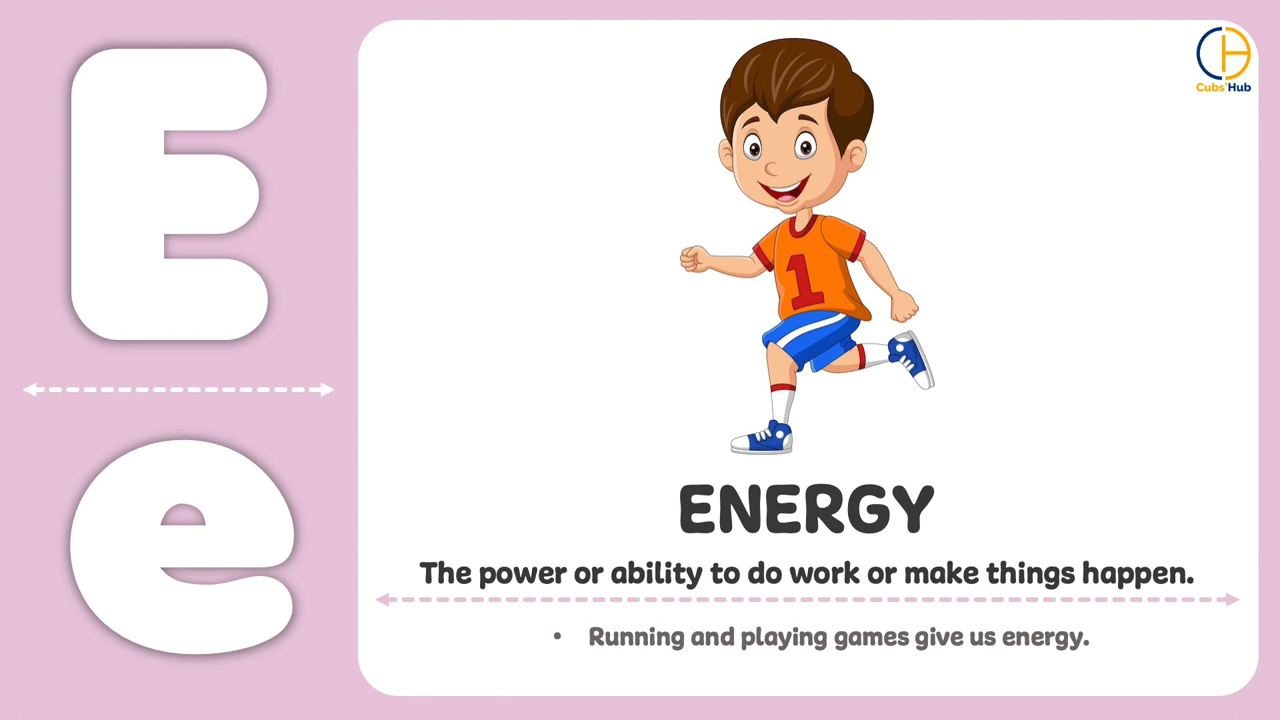 E
e
Cubs'Hub
1
ENERGY
The power or ability to do work or make things happen.
• Running and playing games give us energy.